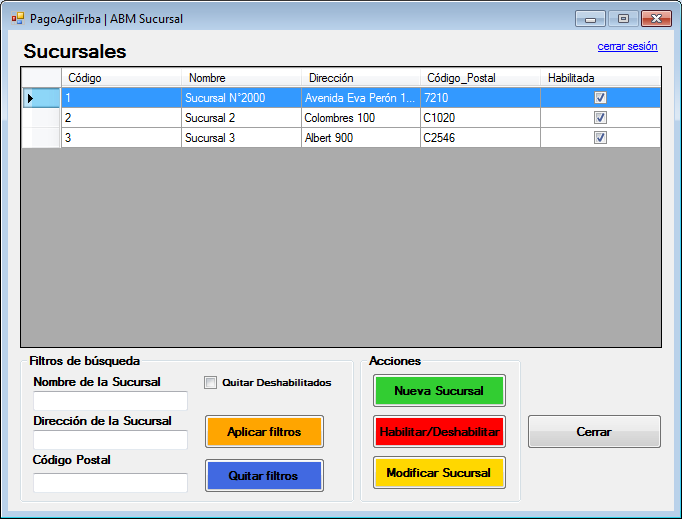 PagoAgilFrba | ABM Sucursal
Sucursales
cerrar sesión
Código Nombre Dirección Código_Postal Habilitada
1 Sucursal N°2000 Avenida Eva Perón 1... 7210
2 Sucursal 2 Colombres 100 C1020
3 Sucursal 3 Albert 900 C2546
Filtros de búsqueda
Nombre de la Sucursal
Quitar Deshabilitados
Dirección de la Sucursal
Aplicar filtros
Código Postal
Quitar filtros
Acciones
Nueva Sucursal
Habilitar/Deshabilitar
Modificar Sucursal
Cerrar